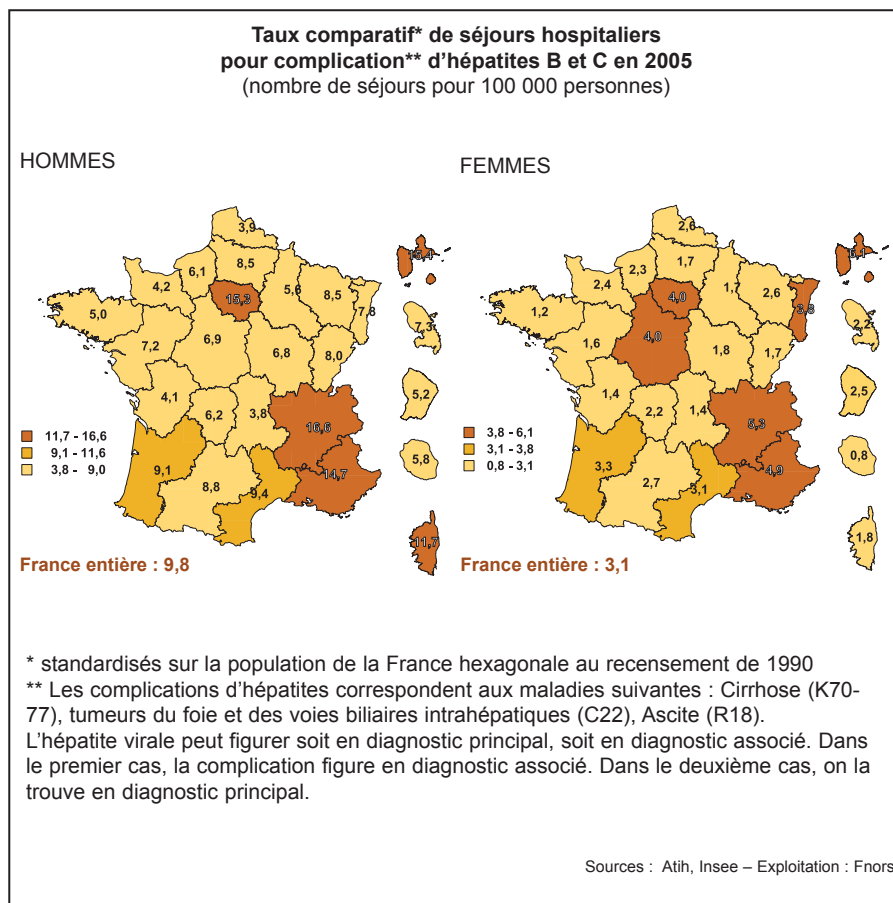 Taux comparatif* de séjours hospitaliers
pour complication** d'hépatites B et C en 2005
(nombre de séjours pour 100 000 personnes)
HOMMES
3,9
15,4
8,5
6,1
4,2
5,6
8,5
15,3
7,8
5,0
7,3
7,2
6,9
6,8
8,0
4,1
5,2
6,2
3,8
16,6
11,7 - 16,6
9,1 - 11,6
3,8 - 9,0
5,8
9,1
14,7
8,8
9,4
11,7
France entière : 9,8
FEMMES
2,6
6,1
1,7
2,3
2,4
1,7
2,6
4,0
3,8
1,2
2,2
1,6
4,0
1,8
1,7
1,4
2,5
2,2
1,4
5,3
3,8 - 6,1
3,1 - 3,8
0,8 - 3,1
0,8
3,3
4,9
2,7
3,1
1,8
France entière : 3,1
* standardisés sur la population de la France hexagonale au recensement de 1990
** Les complications d'hépatites correspondent aux maladies suivantes : Cirrhose (K70-
77), tumeurs du foie et des voies biliaires intrahépatiques (C22), Ascite (R18).
L'hépatite virale peut figurer soit en diagnostic principal, soit en diagnostic associé. Dans
le premier cas, la complication figure en diagnostic associé. Dans le deuxième cas, on la
trouve en diagnostic principal.
Sources : Atih, Insee – Exploitation : Fnors